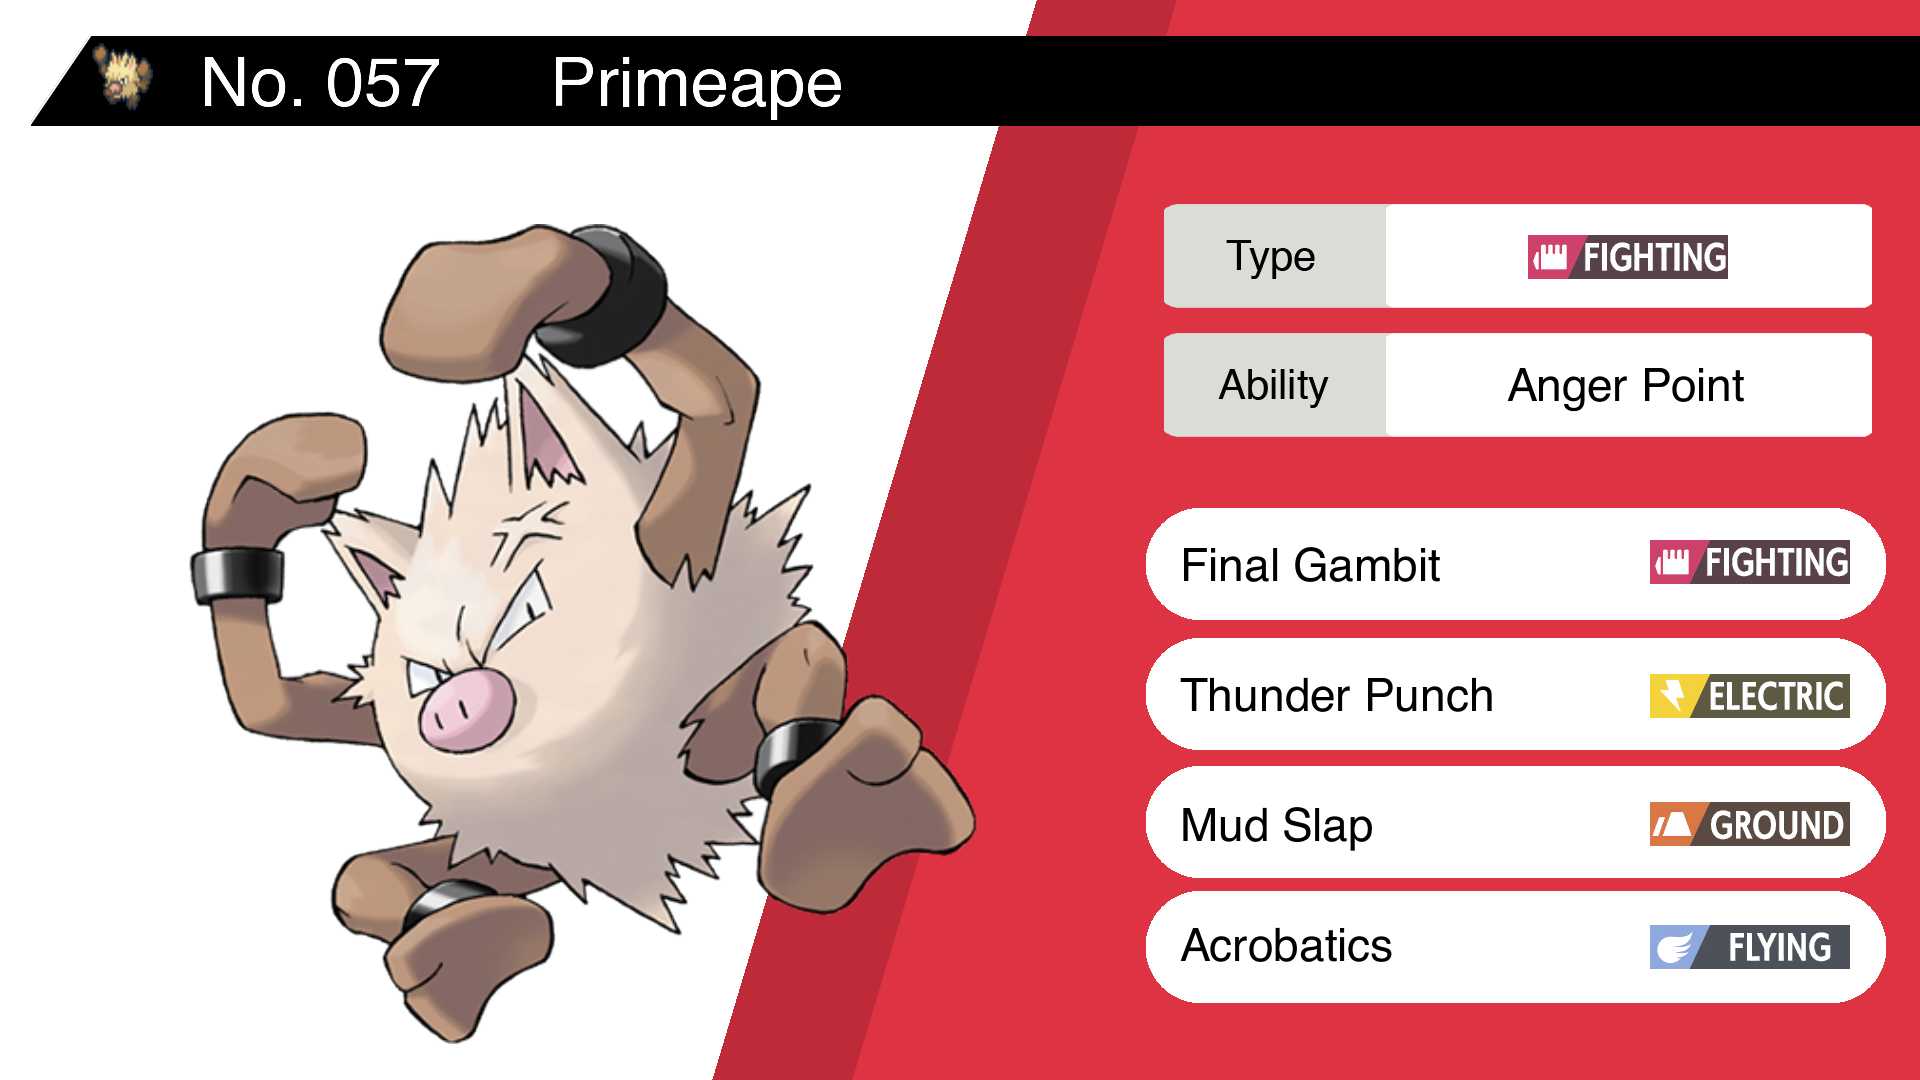 No. 057 Primeape
Type FIGHTING
Ability Anger Point
Final Gambit FIGHTING
Thunder Punch ELECTRIC
Mud Slap GROUND
Acrobatics FLYING